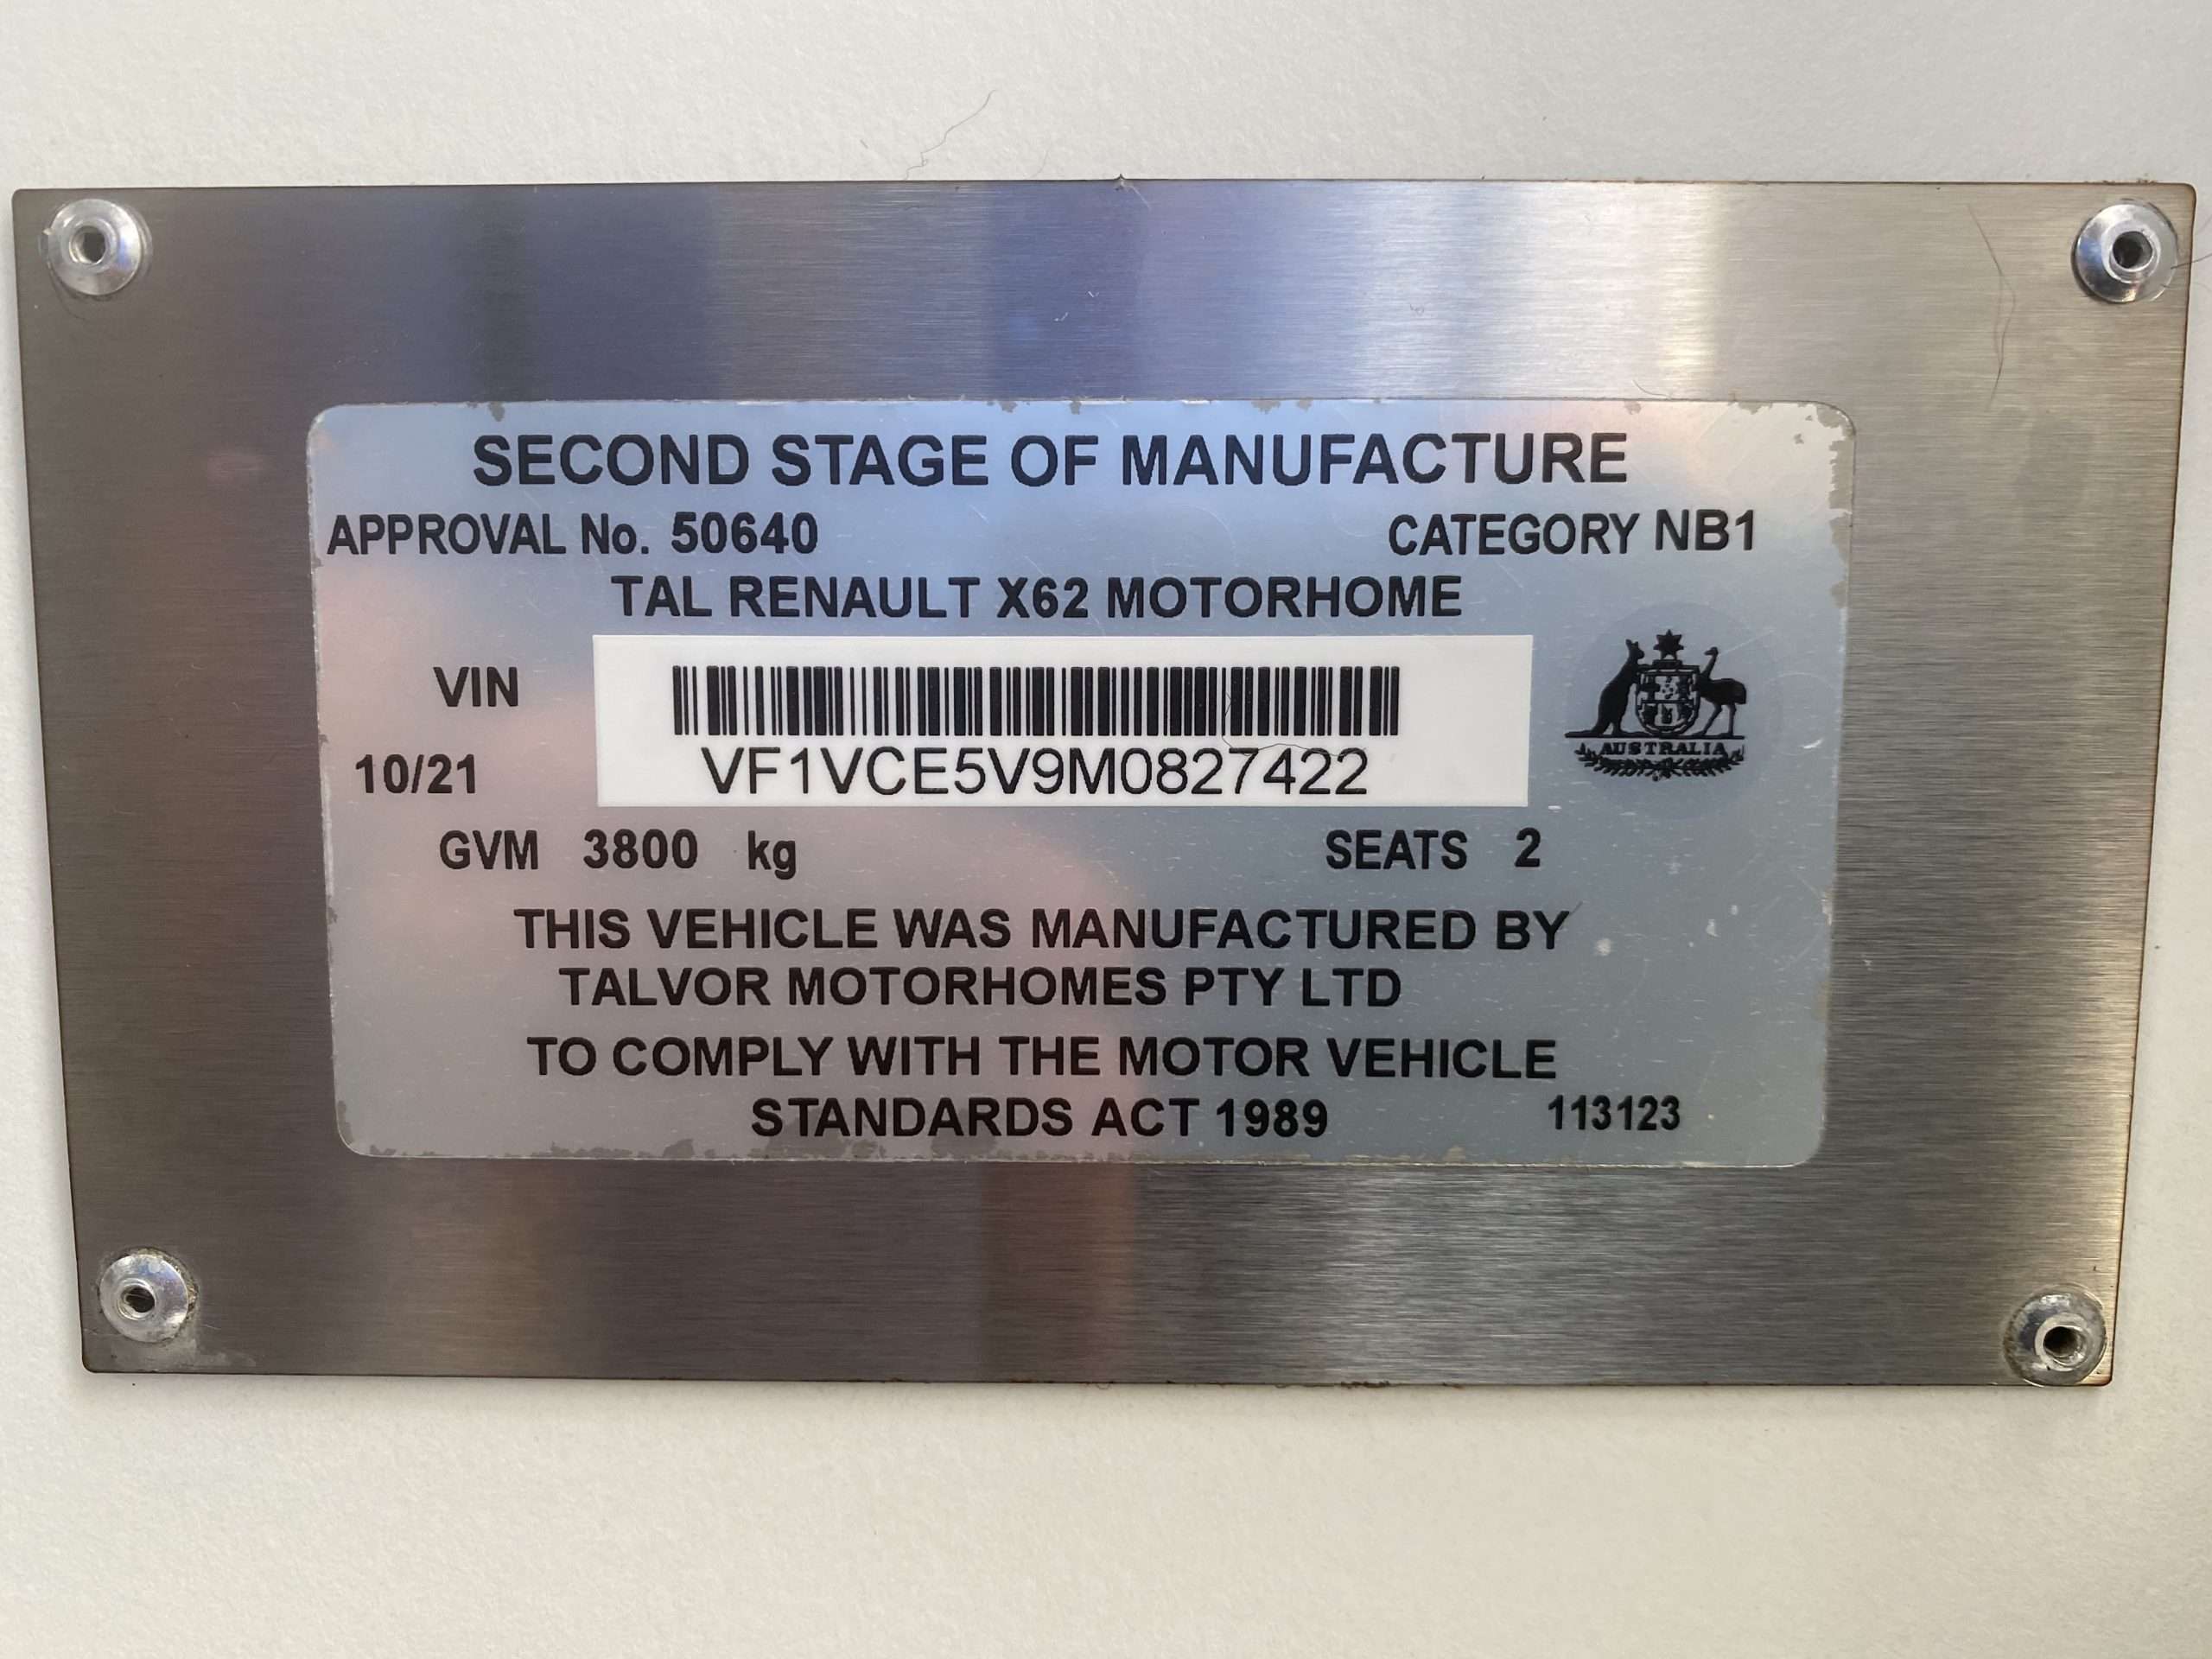 SECOND STAGE OF MANUFACTURE
APPROVAL No. 50640 CATEGORY NB1
TAL RENAULT X62 MOTORHOME
VIN
VF1VCE5V9M0827422
AUSTRALIA
10/21
GVM 3800 kg SEATS 2
THIS VEHICLE WAS MANUFACTURED BY
TALVOR MOTORHOMES PTY LTD
TO COMPLY WITH THE MOTOR VEHICLE
STANDARDS ACT 1989 113123